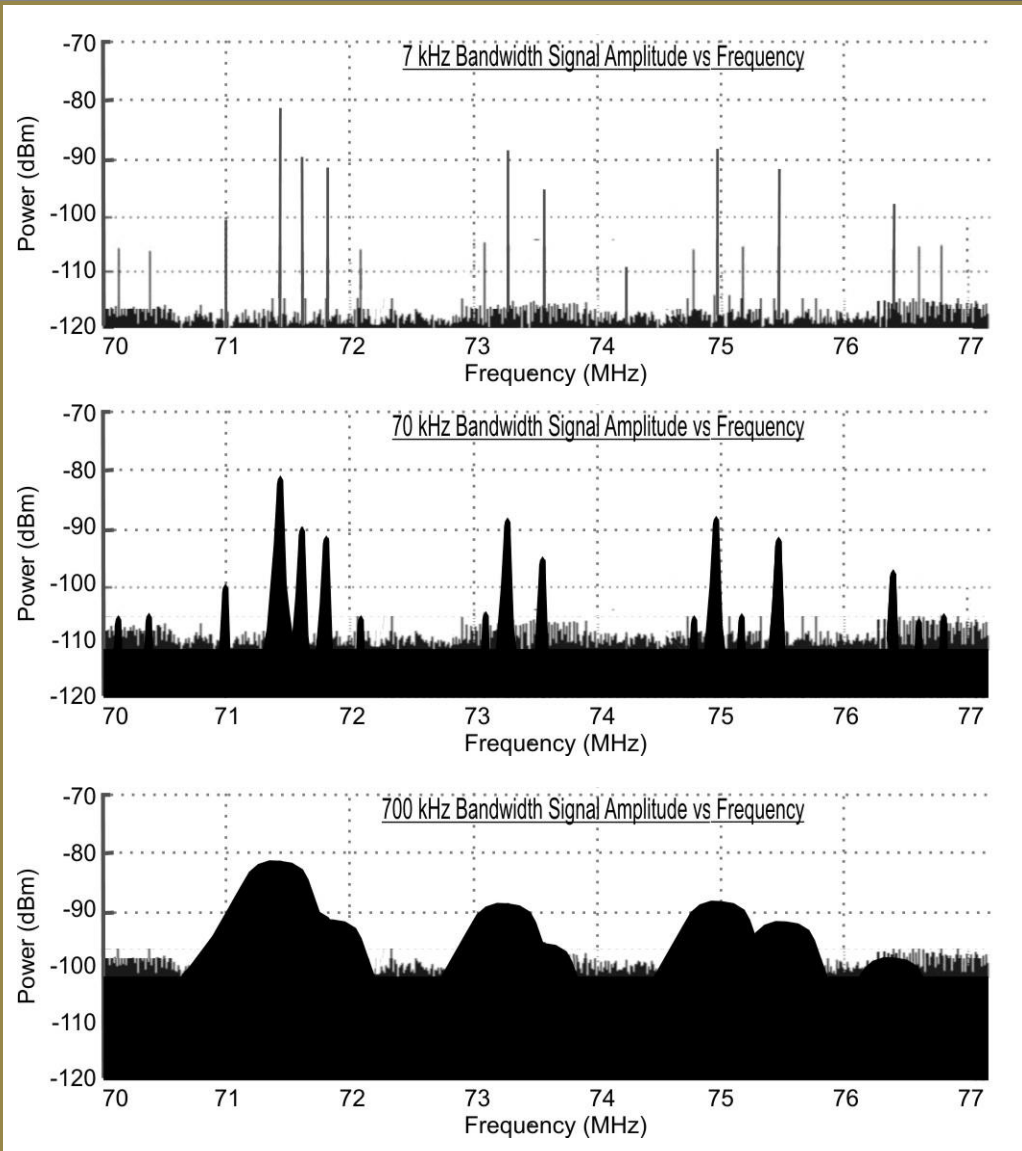 7 kHz Bandwidth Signal Amplitude vs Frequency
Power (dBm)
-70
-80
-90
-100
-110
-120
70 71 72 73 74 75 76 77
Frequency (MHz)
70 kHz Bandwidth Signal Amplitude vs Frequency
Power (dBm)
-70
-80
-90
-100
-110
-120
70 71 72 73 74 75 76 77
Frequency (MHz)
700 kHz Bandwidth Signal Amplitude vs Frequency
Power (dBm)
-70
-80
-90
-100
-110
-120
70 71 72 73 74 75 76 77
Frequency (MHz)